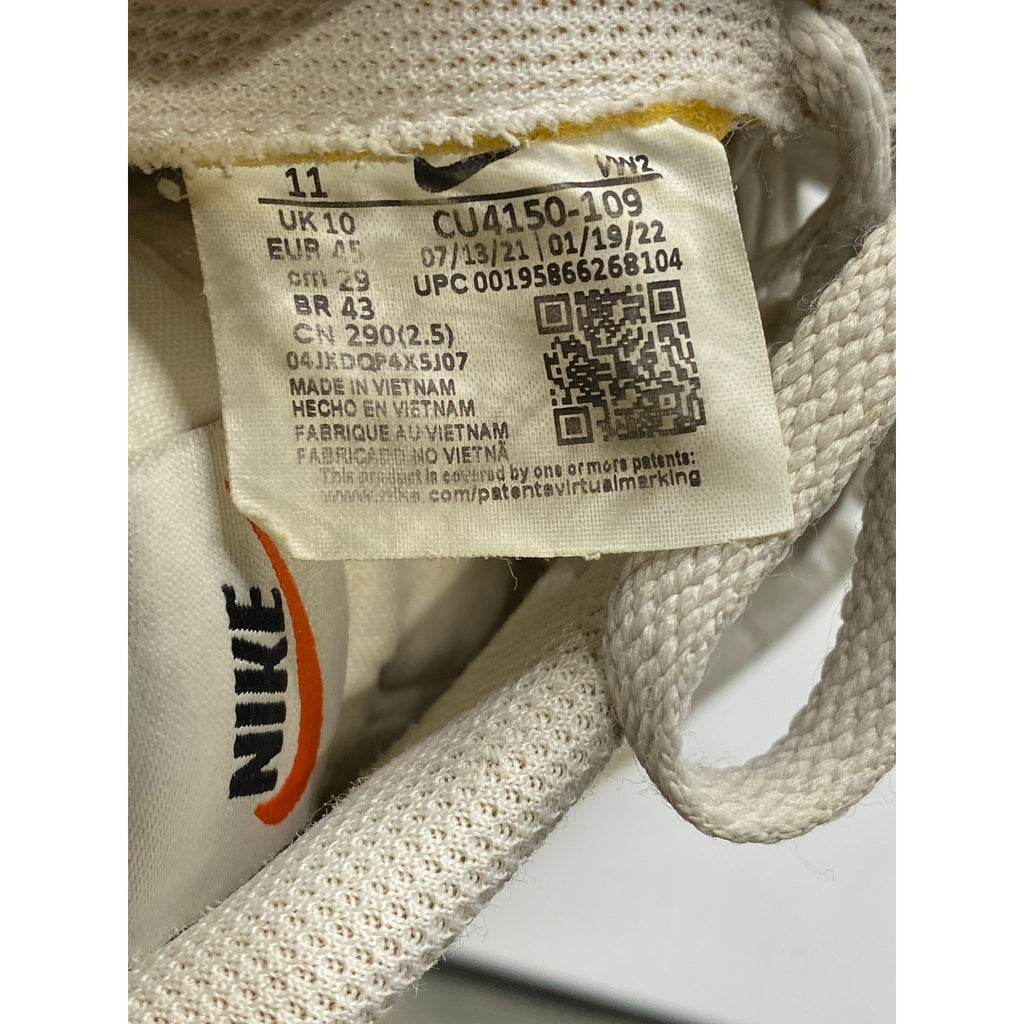 11
VW2
UK 10
CU4150-109
EUR 45
07/13/21 | 01/19/22
cm 29
UPC 00195866268104
BR 43
CN 290(2.5)
04JKDQP4X5J07
MADE IN VIETNAM
HECHO EN VIETNAM
FABRIQUE AU VIETNAM
FABRICADO NO VIETNÃ
This product is covered by one or more patents:
www.nike.com/patentsvirtualmarking
NIKE